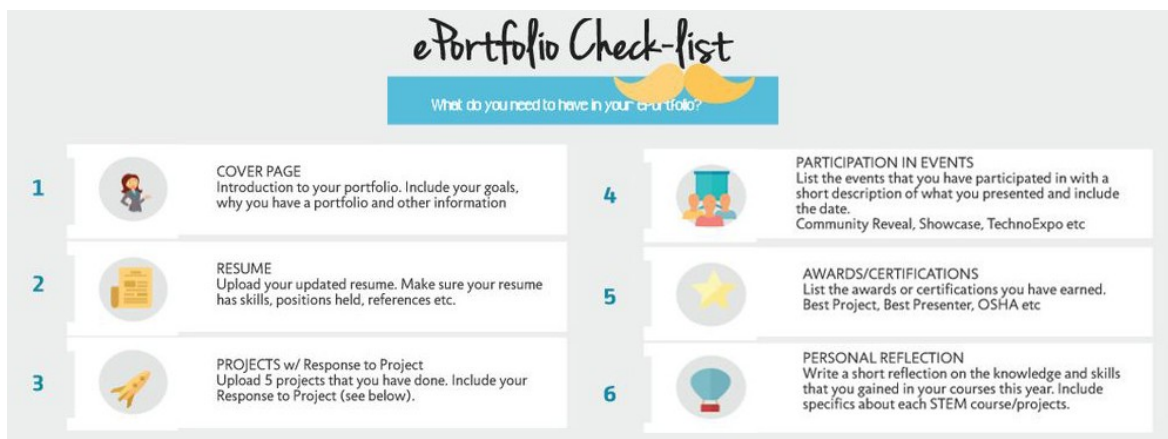 ePortfolio Check-list
What do you need to have in your ePortfolio?
1
COVER PAGE
Introduction to your portfolio. Include your goals,
why you have a portfolio and other information
2
RESUME
Upload your updated resume. Make sure your resume
has skills, positions held, references etc.
3
PROJECTS w/ Response to Project
Upload 5 projects that you have done. Include your
Response to Project (see below).
4
PARTICIPATION IN EVENTS
List the events that you have participated in with a
short description of what you presented and include
the date.
Community Reveal, Showcase, TechnoExpo etc
5
AWARDS/CERTIFICATIONS
List the awards or certifications you have earned.
Best Project, Best Presenter, OSHA etc
6
PERSONAL REFLECTION
Write a short reflection on the knowledge and skills
that you gained in your courses this year. Include
specifics about each STEM course/projects.